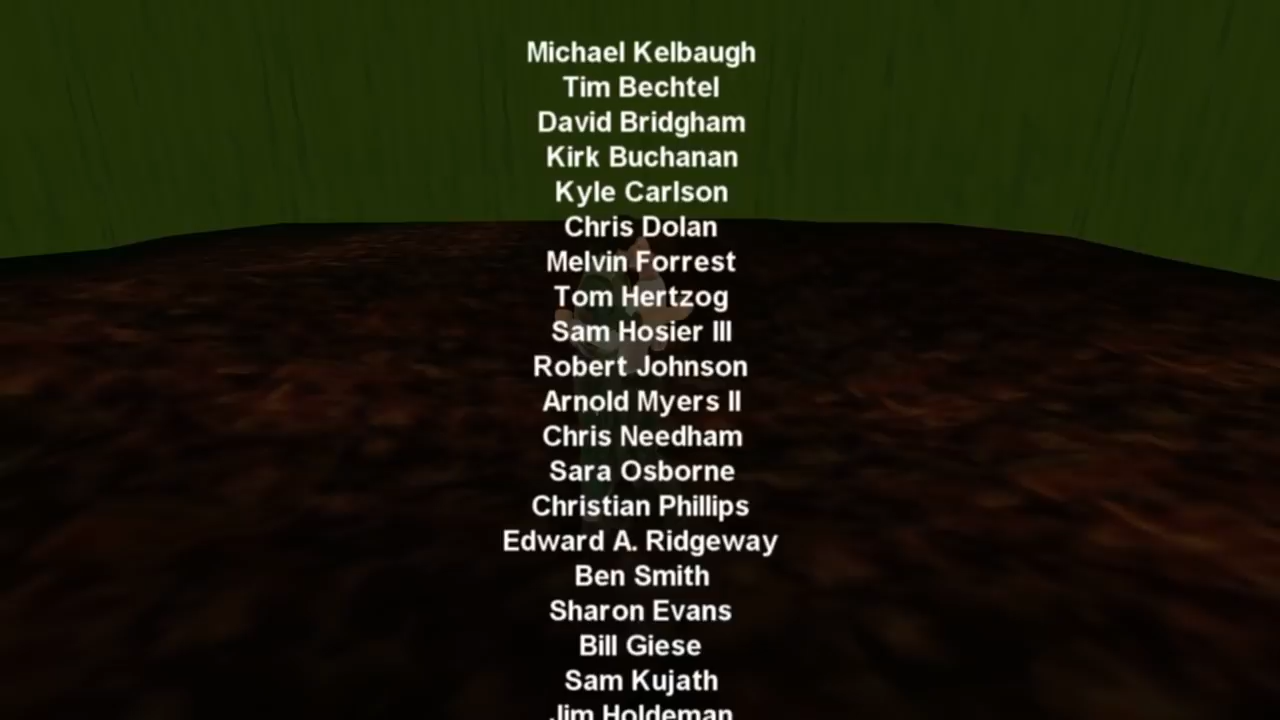 Michael Kelbaugh
Tim Bechtel
David Bridgham
Kirk Buchanan
Kyle Carlson
Chris Dolan
Melvin Forrest
Tom Hertzog
Sam Hosier III
Robert Johnson
Arnold Myers II
Chris Needham
Sara Osborne
Christian Phillips
Edward A. Ridgeway
Ben Smith
Sharon Evans
Bill Giese
Sam Kujath
Jim Holdeman